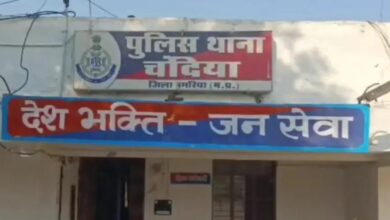 पुलिस थाना
चंदिया
जिला उमरिया (म.प्र.)
देश भक्ति - जन सेवा